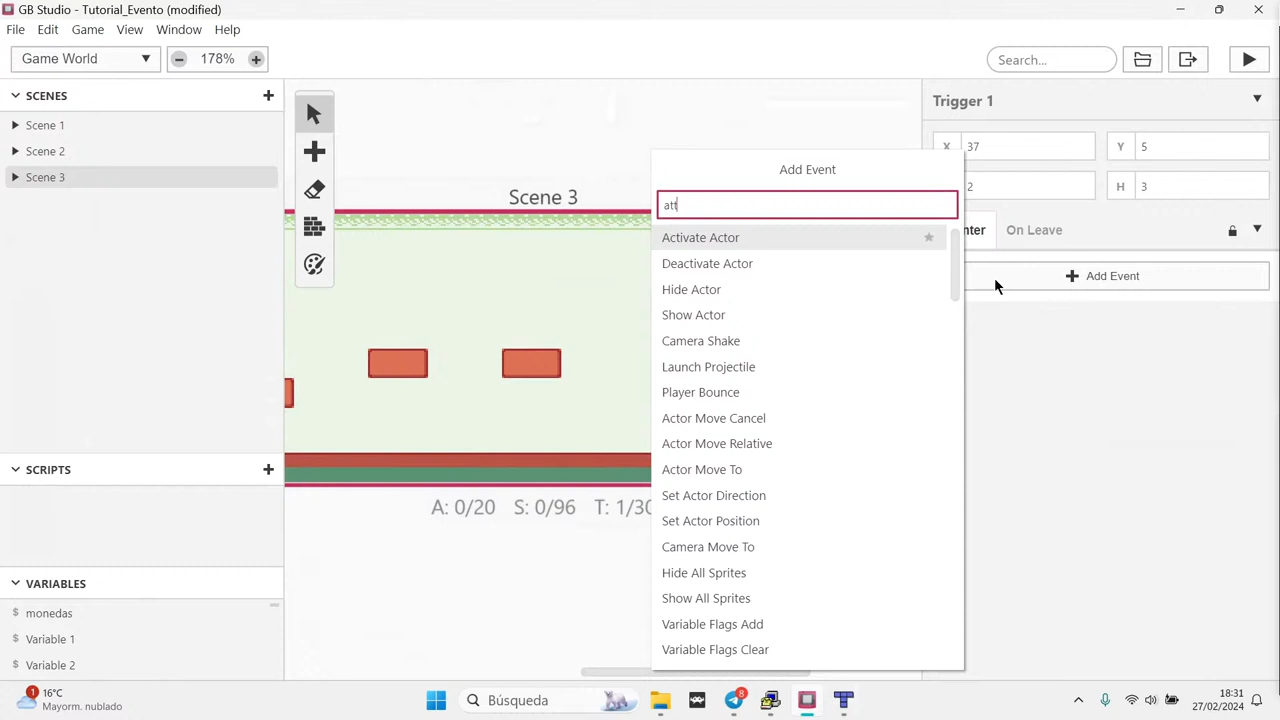 GB Studio - Tutorial_Evento (modified)
File Edit Game View Window Help
Game World
178%
Search...
SCENES
Scene 1
Scene 2
Scene 3
SCRIPTS
VARIABLES
$ monedas
$ Variable 1
$ Variable 2
Scene 3
A: 0/20 S: 0/96 T: 1/30
Add Event
att
Activate Actor
Deactivate Actor
Hide Actor
Show Actor
Camera Shake
Launch Projectile
Player Bounce
Actor Move Cancel
Actor Move Relative
Actor Move To
Set Actor Direction
Set Actor Position
Camera Move To
Hide All Sprites
Show All Sprites
Variable Flags Add
Variable Flags Clear
Trigger 1
X 37 Y 5
2 H 3
nter On Leave
Add Event
1
16°C
Mayorm. nublado
Búsqueda
8
18:31
27/02/2024